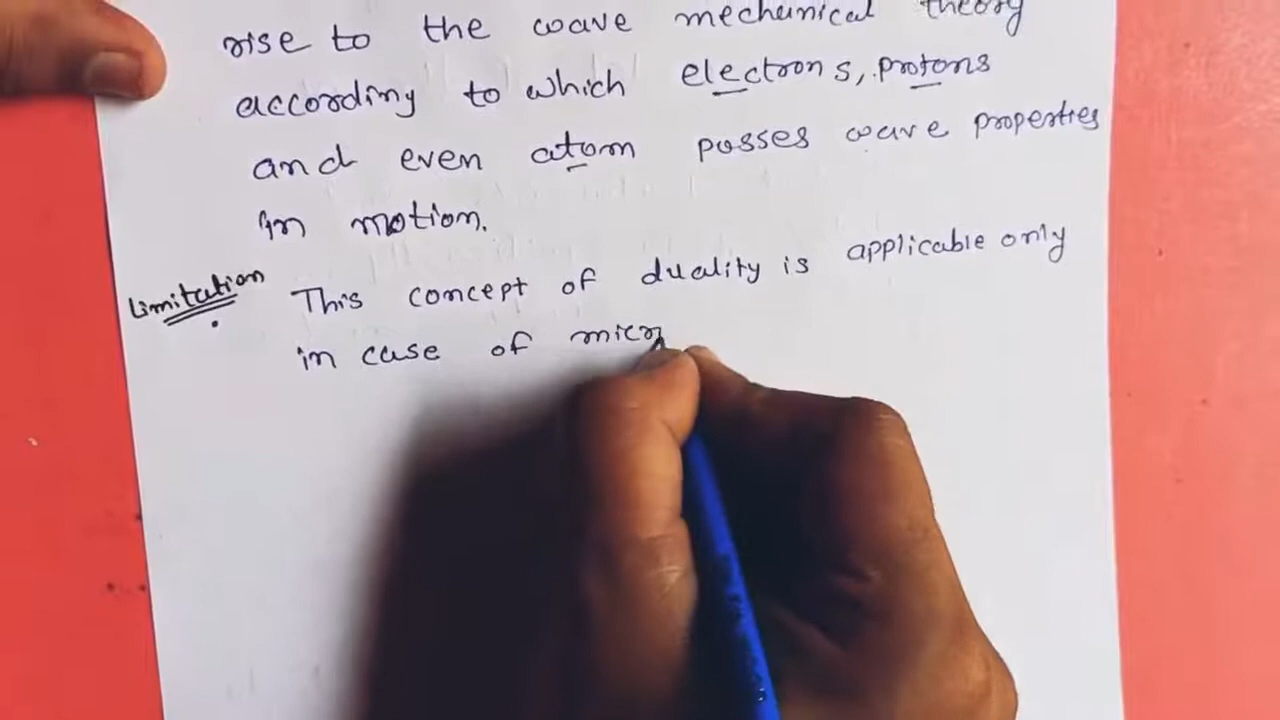 rise to the wave mechanical theory
according to which electrons, protons
and even atom posses wave properties
in motion.
Limitation
This concept of duality is applicable only
in case of micr